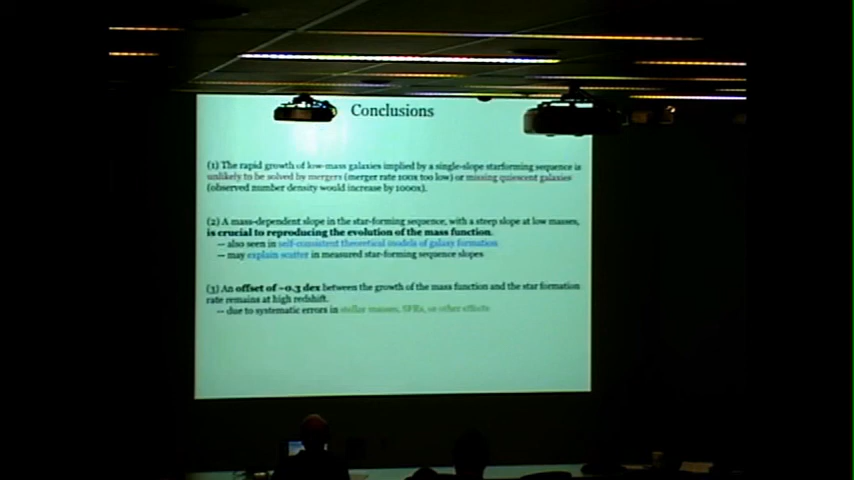 Conclusions
(1) The rapid growth of low-mass galaxies implied by a single-slope starforming sequence is
unlikely to be solved by mergers (merger rate 100x too low) or missing quiescent galaxies
(observed number density would increase by 1000x).
(2) A mass-dependent slope in the star-forming sequence, with a steep slope at low masses,
is crucial to reproducing the evolution of the mass function.
-- also seen in self-consistent theoretical models of galaxy formation
-- may explain scatter in measured star-forming sequence slopes
(3) An offset of ~0.3 dex between the growth of the mass function and the star formation
rate remains at high redshift.
-- due to systematic errors in stellar masses, SFRs, or other effects